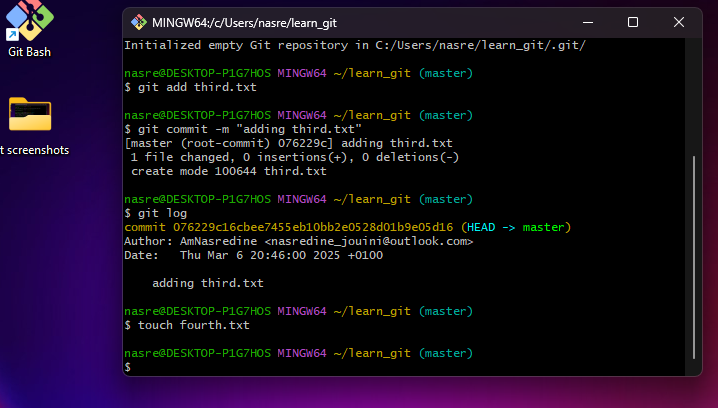 Git Bash
t screenshots
MINGW64:/c/Users/nasre/learn_git
Initialized empty Git repository in C:/Users/nasre/learn_git/.git/
nasre@DESKTOP-P1G7HOS MINGW64 ~/learn_git (master)
$ git add third.txt
nasre@DESKTOP-P1G7HOS MINGW64 ~/learn_git (master)
$ git commit -m "adding third.txt"
[master (root-commit) 076229c] adding third.txt
 1 file changed, 0 insertions(+), 0 deletions(-)
 create mode 100644 third.txt
nasre@DESKTOP-P1G7HOS MINGW64 ~/learn_git (master)
$ git log
commit 076229c16cbee7455eb10bb2e0528d01b9e05d16 (HEAD -> master)
Author: AmNasredine <nasredine_jouini@outlook.com>
Date:   Thu Mar 6 20:46:00 2025 +0100
    adding third.txt
nasre@DESKTOP-P1G7HOS MINGW64 ~/learn_git (master)
$ touch fourth.txt
nasre@DESKTOP-P1G7HOS MINGW64 ~/learn_git (master)
$